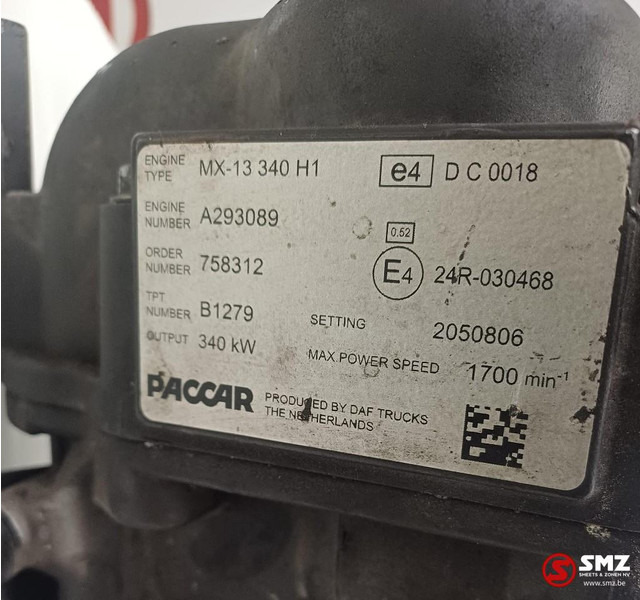 ENGINE TYPE MX-13 340 H1 e4 D C 0018
ENGINE NUMBER A293089
0.52
ORDER NUMBER 758312 E4 24R-030468
TPT NUMBER B1279 SETTING 2050806
OUTPUT 340 kW MAX POWER SPEED 1700 min-1
PACCAR PRODUCED BY DAF TRUCKS
THE NETHERLANDS
SMZ
SHEETS & ZONEN NV
www.smz.be